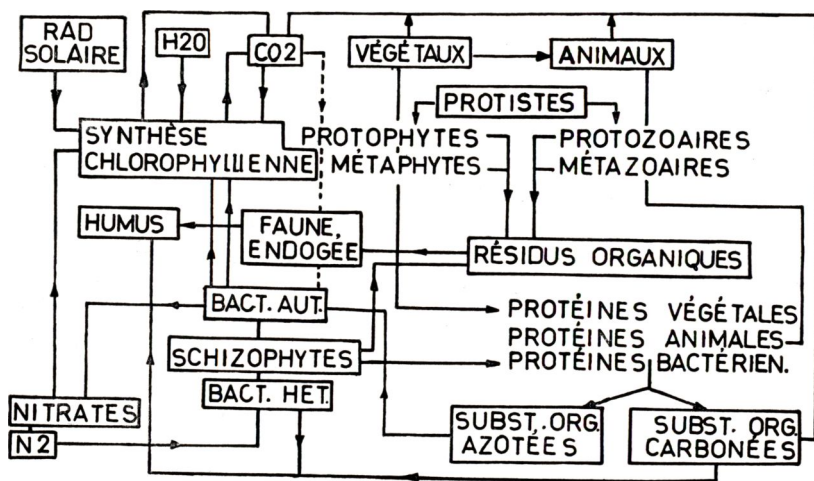 RAD
SOLAIRE
H2O
CO2
VÉGÉTAUX
ANIMAUX
PROTISTES
SYNTHÈSE
CHLOROPHYLLIENNE
PROTOPHYTES
PROTOZOAIRES
MÉTAPHYTES
MÉTAZOAIRES
HUMUS
FAUNE,
ENDOGÉE
RÉSIDUS ORGANIQUES
BACT. AUT.
PROTÉINES VÉGÉTALES
PROTÉINES ANIMALES
PROTÉINES BACTÉRIEN.
SCHIZOPHYTES
BACT. HET.
NITRATES
N2
SUBST. ORG.
AZOTÉES
SUBST. ORG.
CARBONÉES